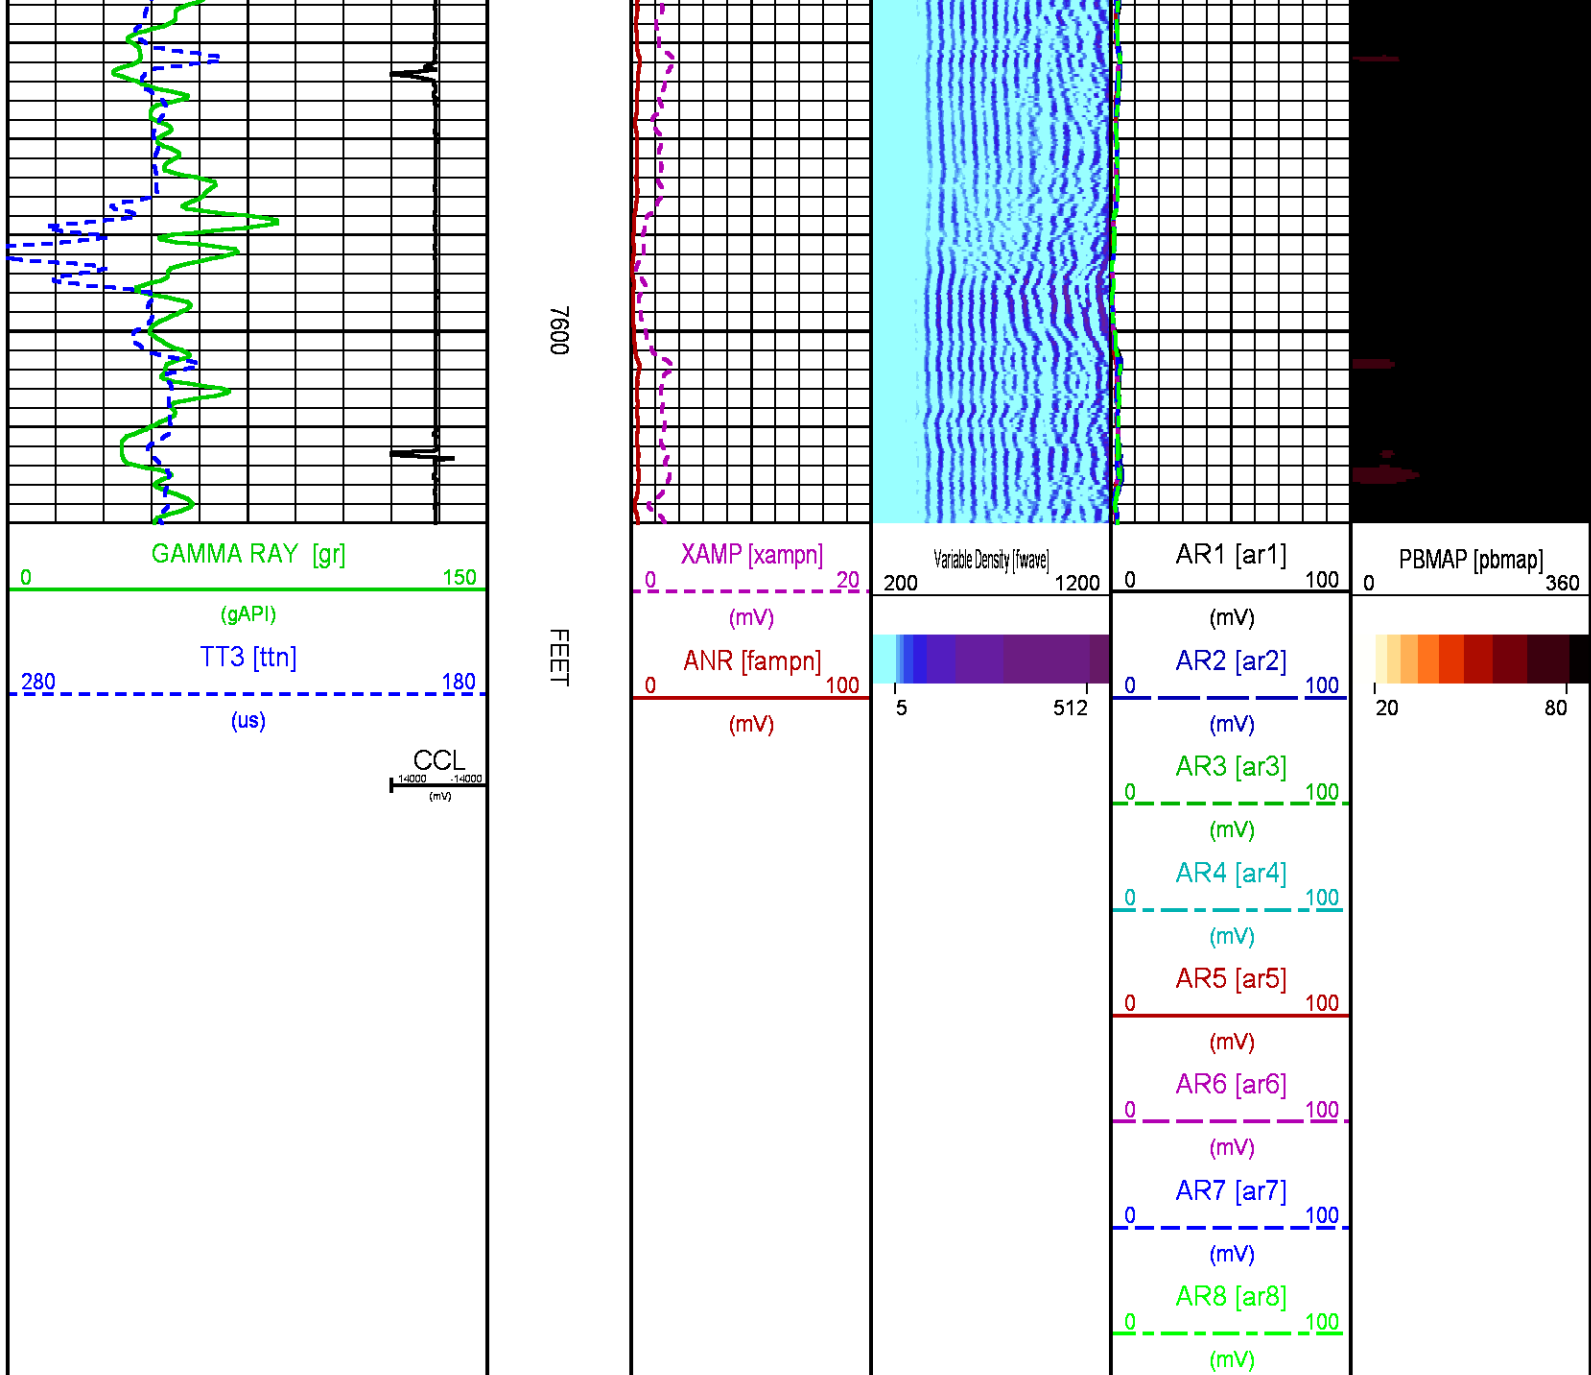 7600
FEET
GAMMA RAY [gr]
0 150
(gAPI)
TT3 [ttn]
280 180
(us)
CCL
14000 -14000
(mV)
XAMP [xampn]
0 20
(mV)
ANR [fampn]
0 100
(mV)
Variable Density [fwave]
200 1200
5 512
AR1 [ar1]
0 100
(mV)
AR2 [ar2]
0 100
(mV)
AR3 [ar3]
0 100
(mV)
AR4 [ar4]
0 100
(mV)
AR5 [ar5]
0 100
(mV)
AR6 [ar6]
0 100
(mV)
AR7 [ar7]
0 100
(mV)
AR8 [ar8]
0 100
(mV)
PBMAP [pbmap]
0 360
20 80